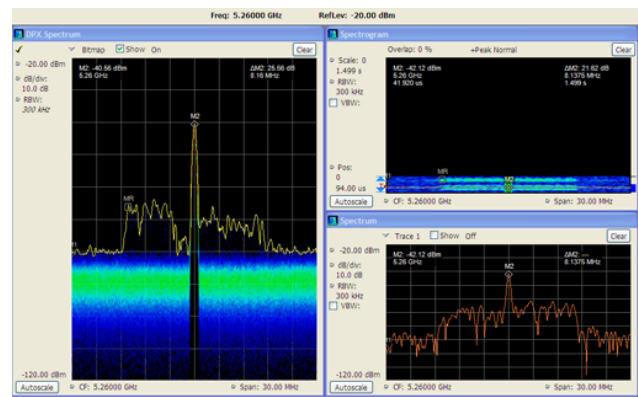 Freq: 5.26000 GHz RefLev: -20.00 dBm
DPX Spectrum
Bitmap Show On Clear
-20.00 dBm
dB/div:
10.0 dB
RBW:
300 kHz
M2: -40.56 dBm
5.26 GHz
ΔM2: 25.66 dB
8.16 MHz
M2
MR
-120.00 dBm
Autoscale CF: 5.26000 GHz Span: 30.00 MHz
Spectrogram
Overlap: 0 % +Peak Normal Clear
Scale: 0
1.499 s
RBW:
300 kHz
VBW:
M2: -42.12 dBm
5.26 GHz
41.920 us
ΔM2: 21.62 dB
8.1375 MHz
1.499 s
MR
M2
Pos:
0
94.00 us
Autoscale CF: 5.26000 GHz Span: 30.00 MHz
Spectrum
Trace 1 Show Off Clear
-20.00 dBm
dB/div:
10.0 dB
RBW:
300 kHz
VBW:
M2: -42.12 dBm
5.26 GHz
ΔM2: ---
8.1375 MHz
M2
-120.00 dBm
Autoscale CF: 5.26000 GHz Span: 30.00 MHz